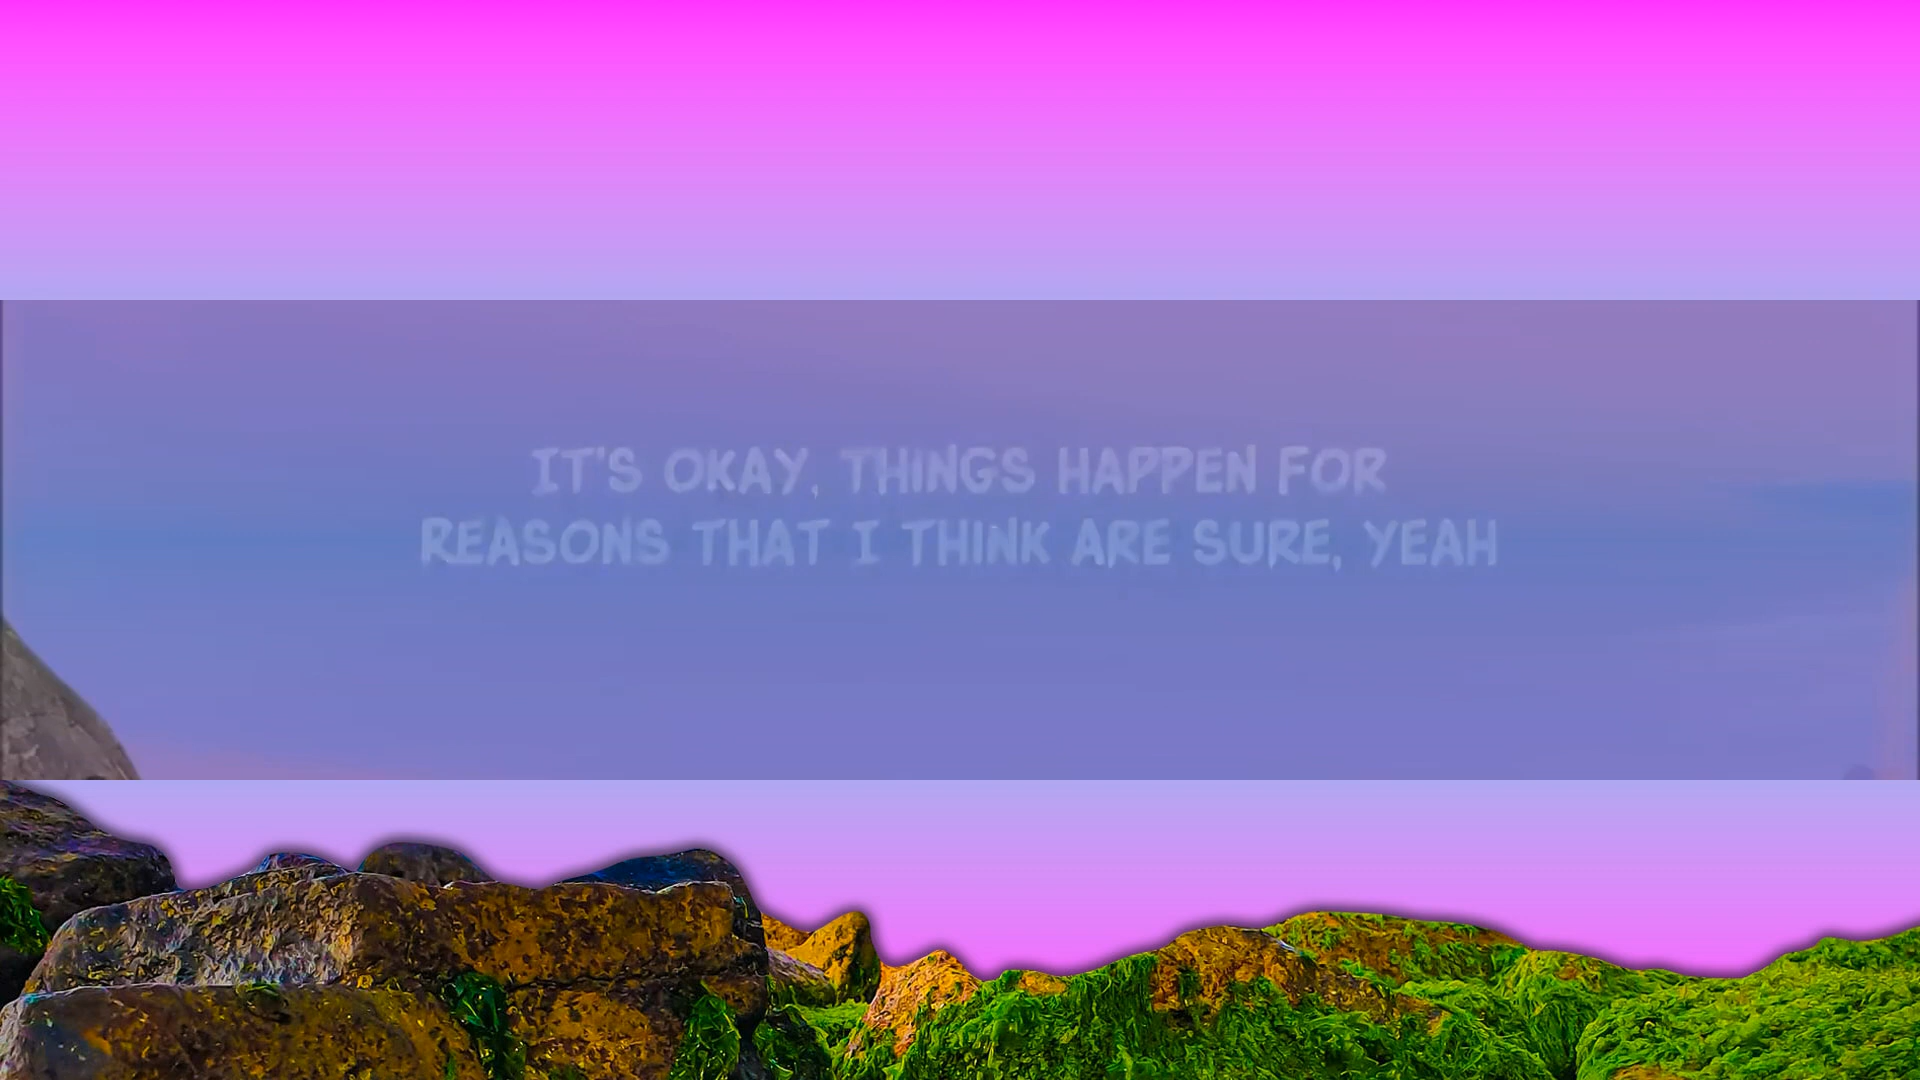 IT'S OKAY, THINGS HAPPEN FOR
REASONS THAT I THINK ARE SURE, YEAH